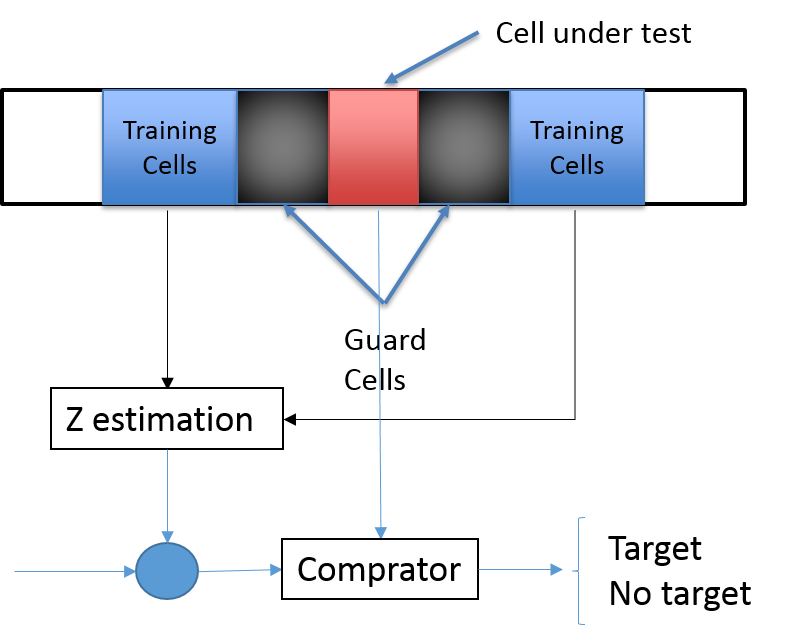 Cell under test
Training
Cells
Training
Cells
Guard
Cells
Z estimation
Comprator
Target
No target